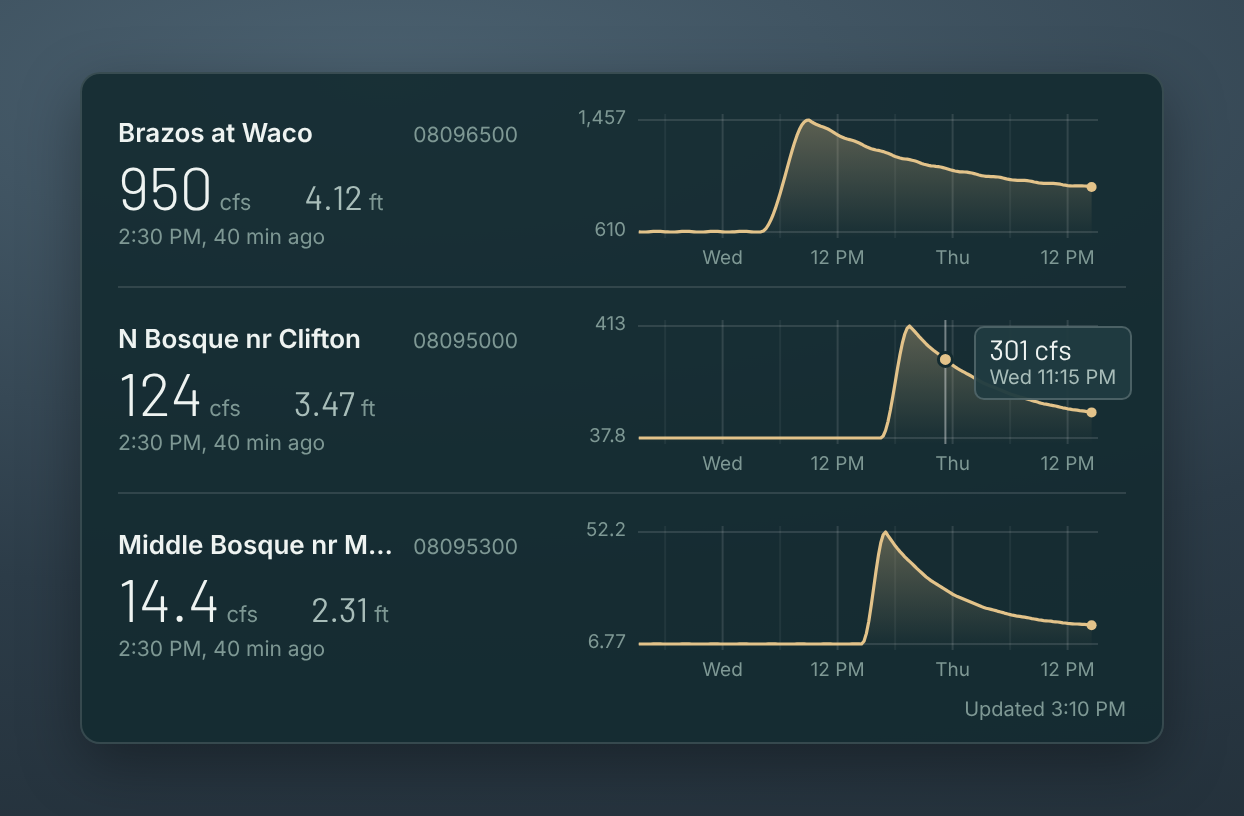 Brazos at Waco 08096500
950 cfs 4.12 ft
2:30 PM, 40 min ago
1,457
610
Wed 12 PM Thu 12 PM
N Bosque nr Clifton 08095000
124 cfs 3.47 ft
2:30 PM, 40 min ago
413
37.8
301 cfs
Wed 11:15 PM
Wed 12 PM Thu 12 PM
Middle Bosque nr M... 08095300
14.4 cfs 2.31 ft
2:30 PM, 40 min ago
52.2
6.77
Wed 12 PM Thu 12 PM
Updated 3:10 PM